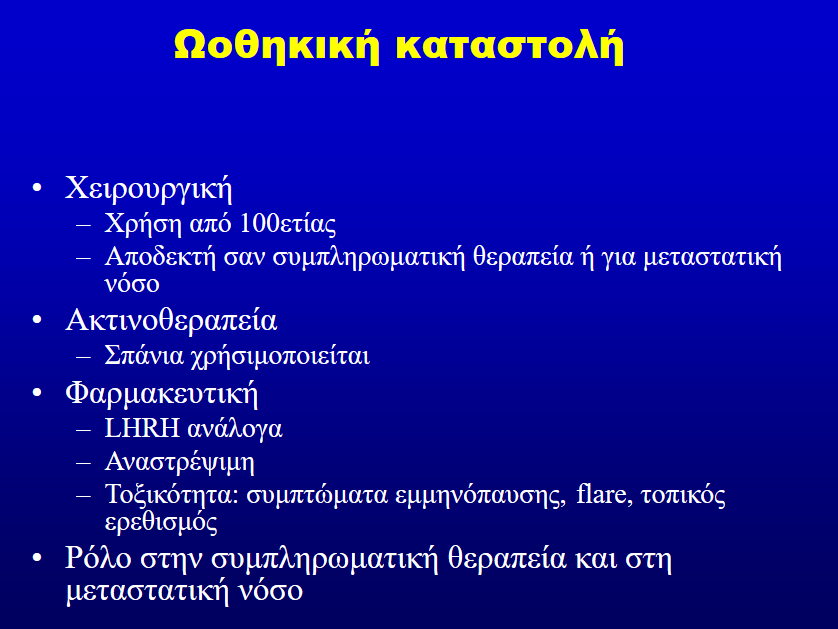 Ωοθηκική καταστολή
• Χειρουργική
– Χρήση από 100ετίας
– Αποδεκτή σαν συμπληρωματική θεραπεία ή για μεταστατική
νόσο
• Ακτινοθεραπεία
– Σπάνια χρήσιμοποιείται
• Φαρμακευτική
– LHRH ανάλογα
– Αναστρέψιμη
– Τοξικότητα: συμπτώματα εμμηνόπαυσης, flare, τοπικός
ερεθισμός
• Ρόλο στην συμπληρωματική θεραπεία και στη
μεταστατική νόσο